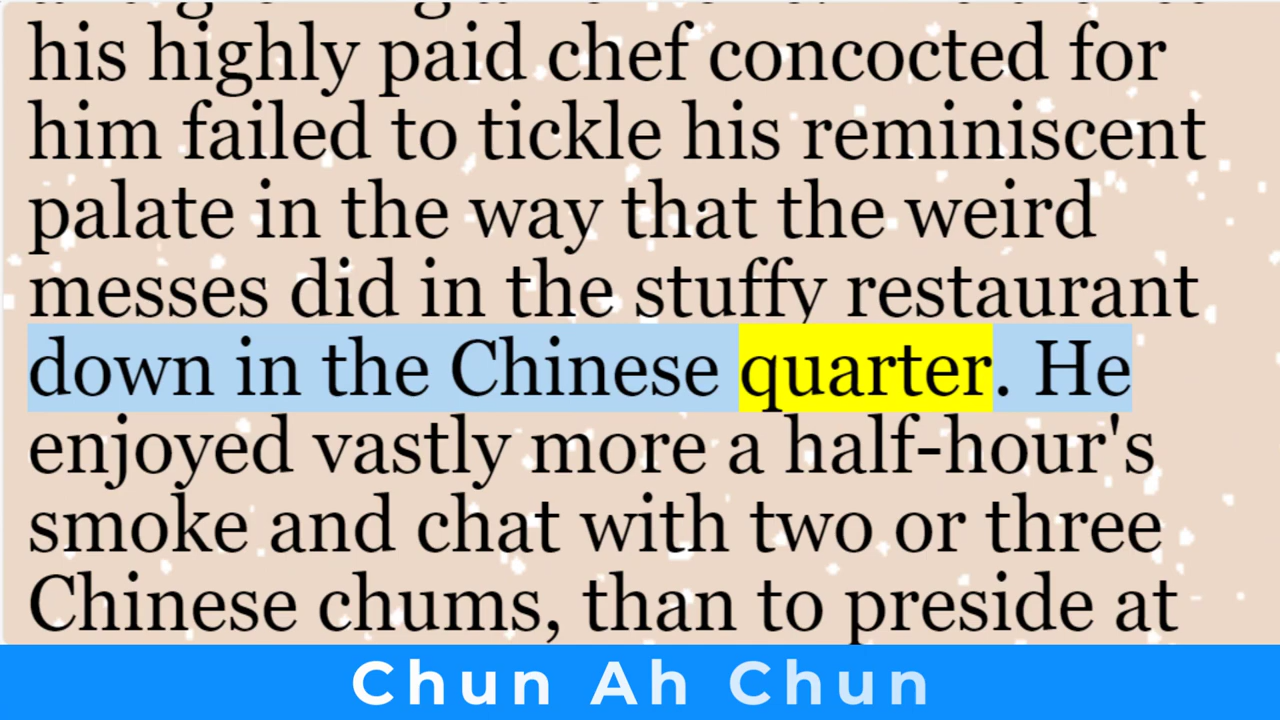 his highly paid chef concocted for
him failed to tickle his reminiscent
palate in the way that the weird
messes did in the stuffy restaurant
down in the Chinese quarter. He
enjoyed vastly more a half-hour's
smoke and chat with two or three
Chinese chums, than to preside at
Chun Ah Chun